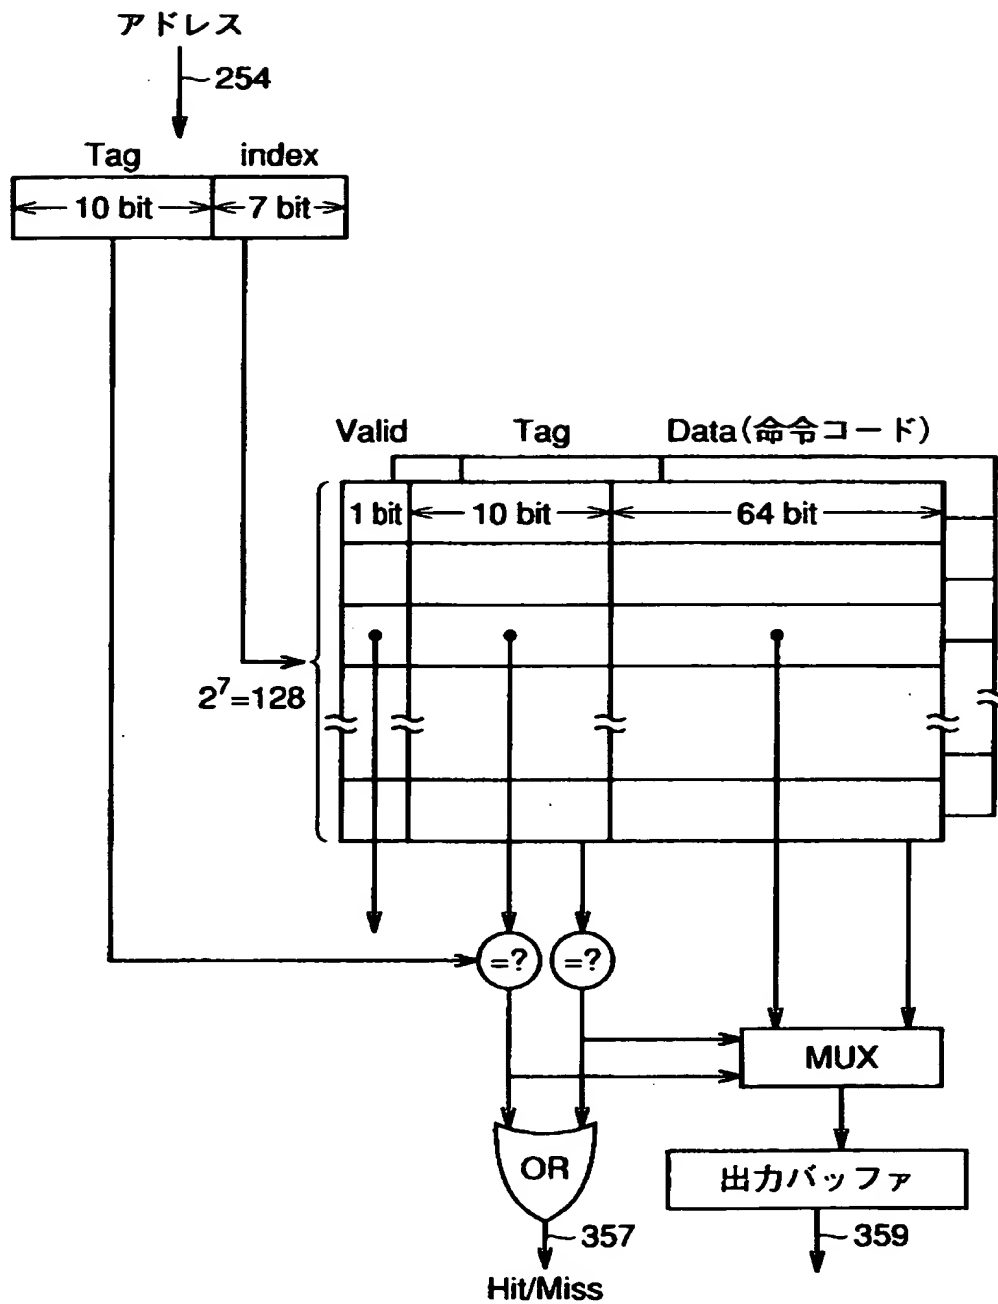 アドレス
254
Tag index
10 bit 7 bit
Valid Tag Data(命令コード)
1 bit 10 bit 64 bit
2⁷=128
=? =?
MUX
OR
出力バッファ
357
359
Hit/Miss